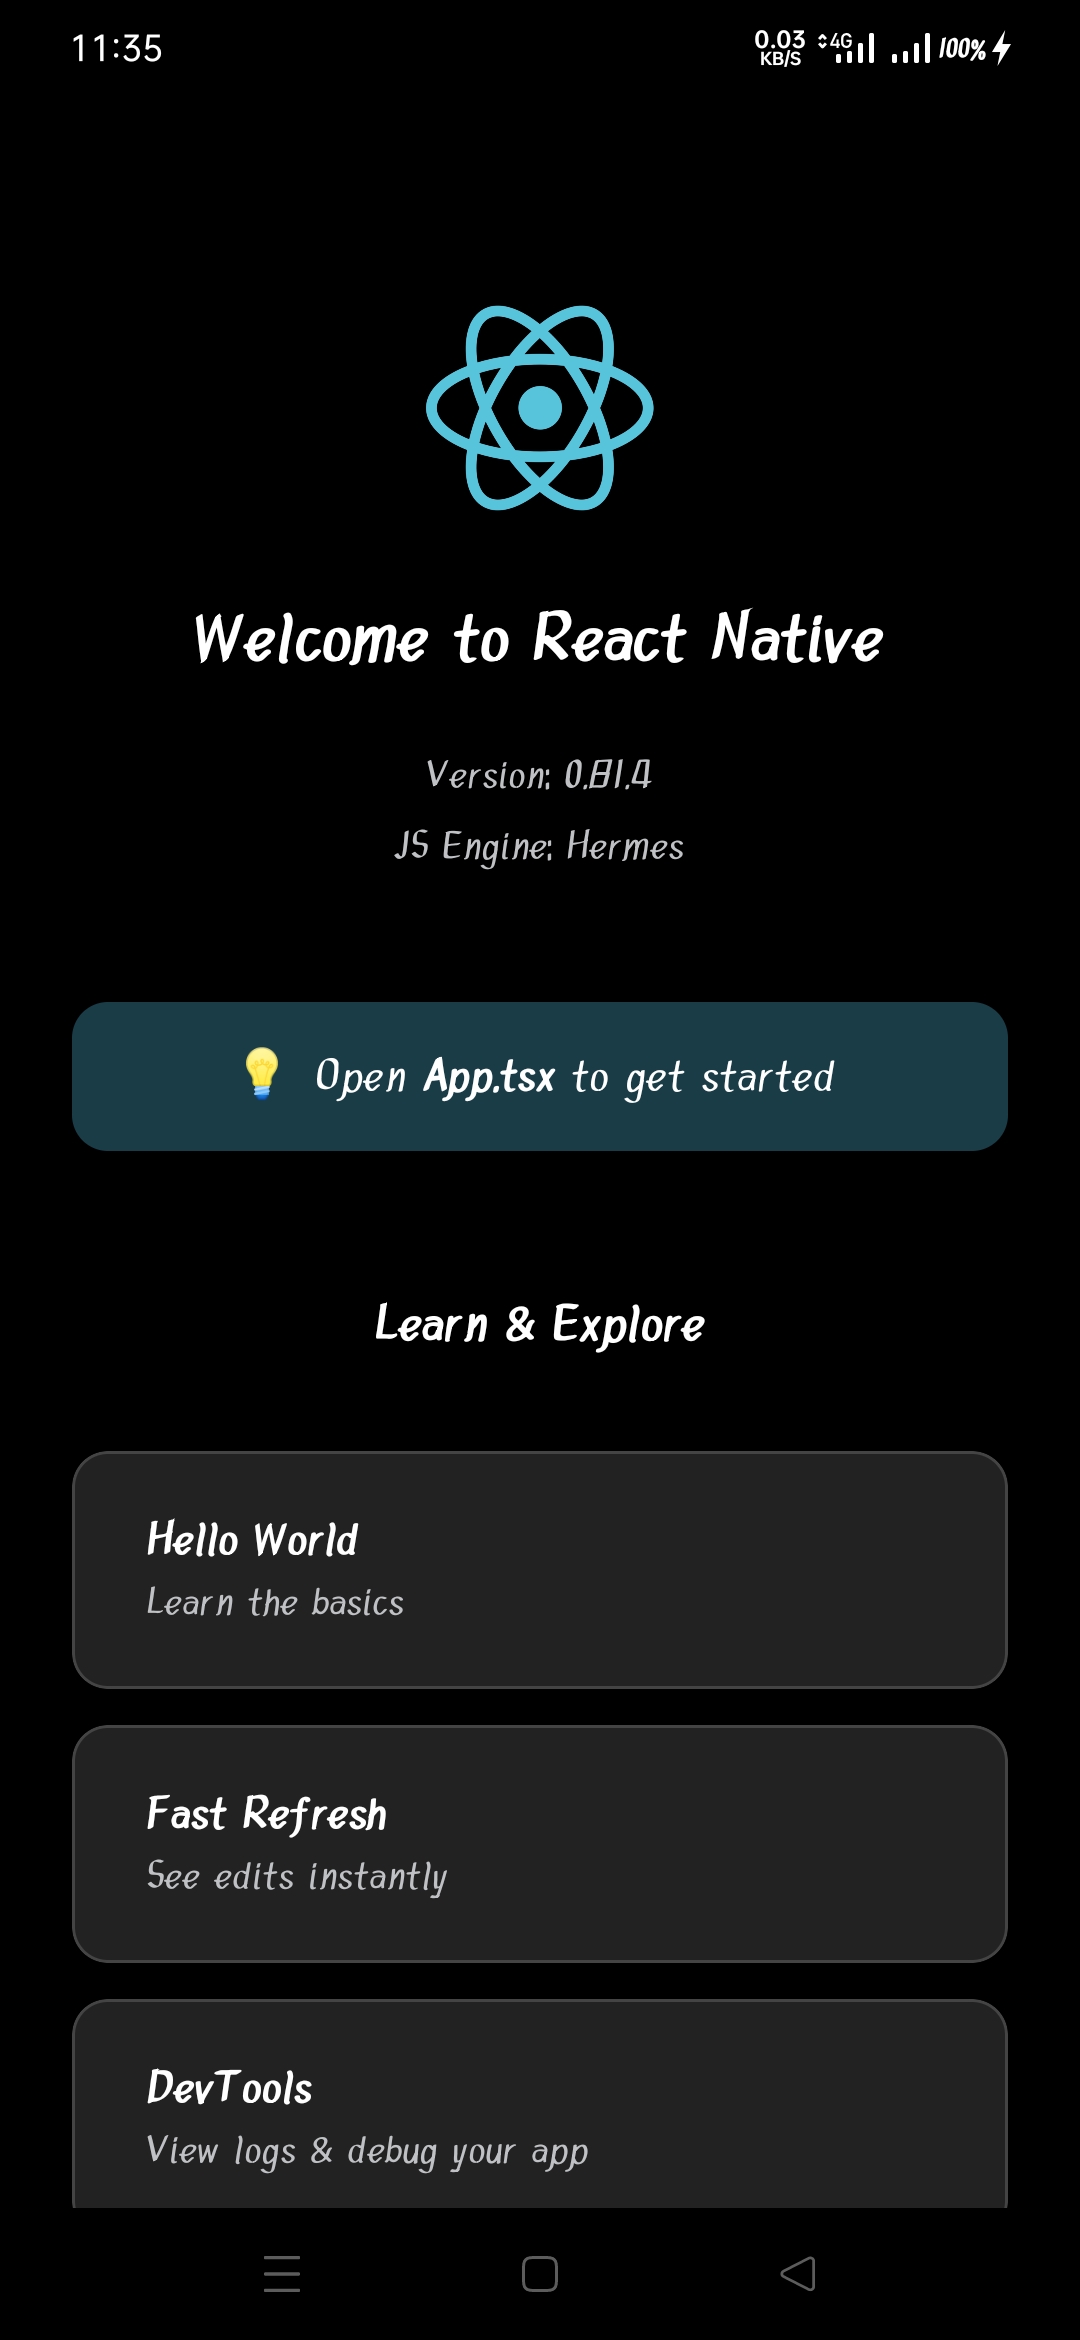 11:35
0.03
KB/S
4G
100%
Welcome to React Native
Version: 0.81.4
JS Engine: Hermes
💡 Open App.tsx to get started
Learn & Explore
Hello World
Learn the basics
Fast Refresh
See edits instantly
DevTools
View logs & debug your app